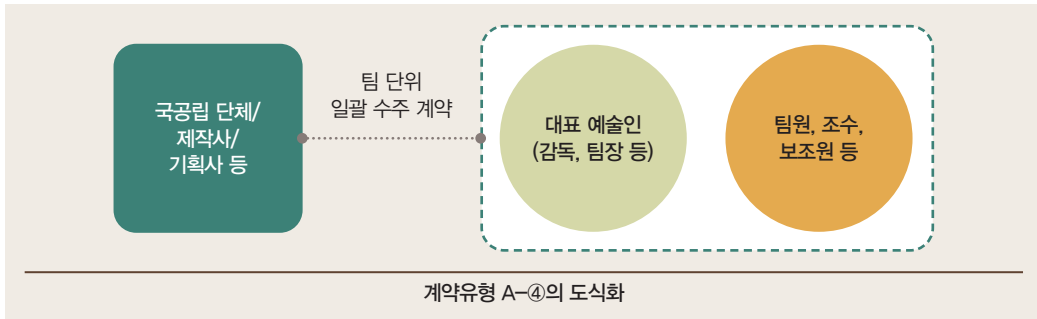 국공립 단체/
제작사/
기획사 등
팀 단위
일괄 수주 계약
대표 예술인
(감독, 팀장 등)
팀원, 조수,
보조원 등
계약유형 A–④의 도식화